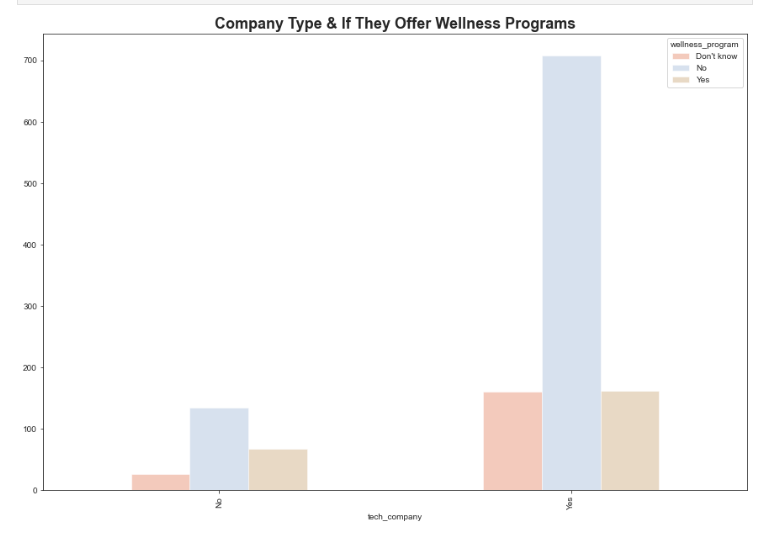 Company Type & If They Offer Wellness Programs
wellness_program
Don't know
No
Yes
700
600
500
400
300
200
100
0
No
Yes
tech_company